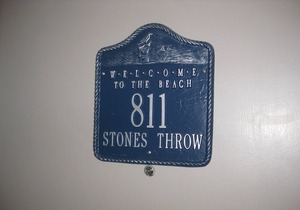 W·E·L·C·O·M·E
TO THE BEACH
811
STONES THROW